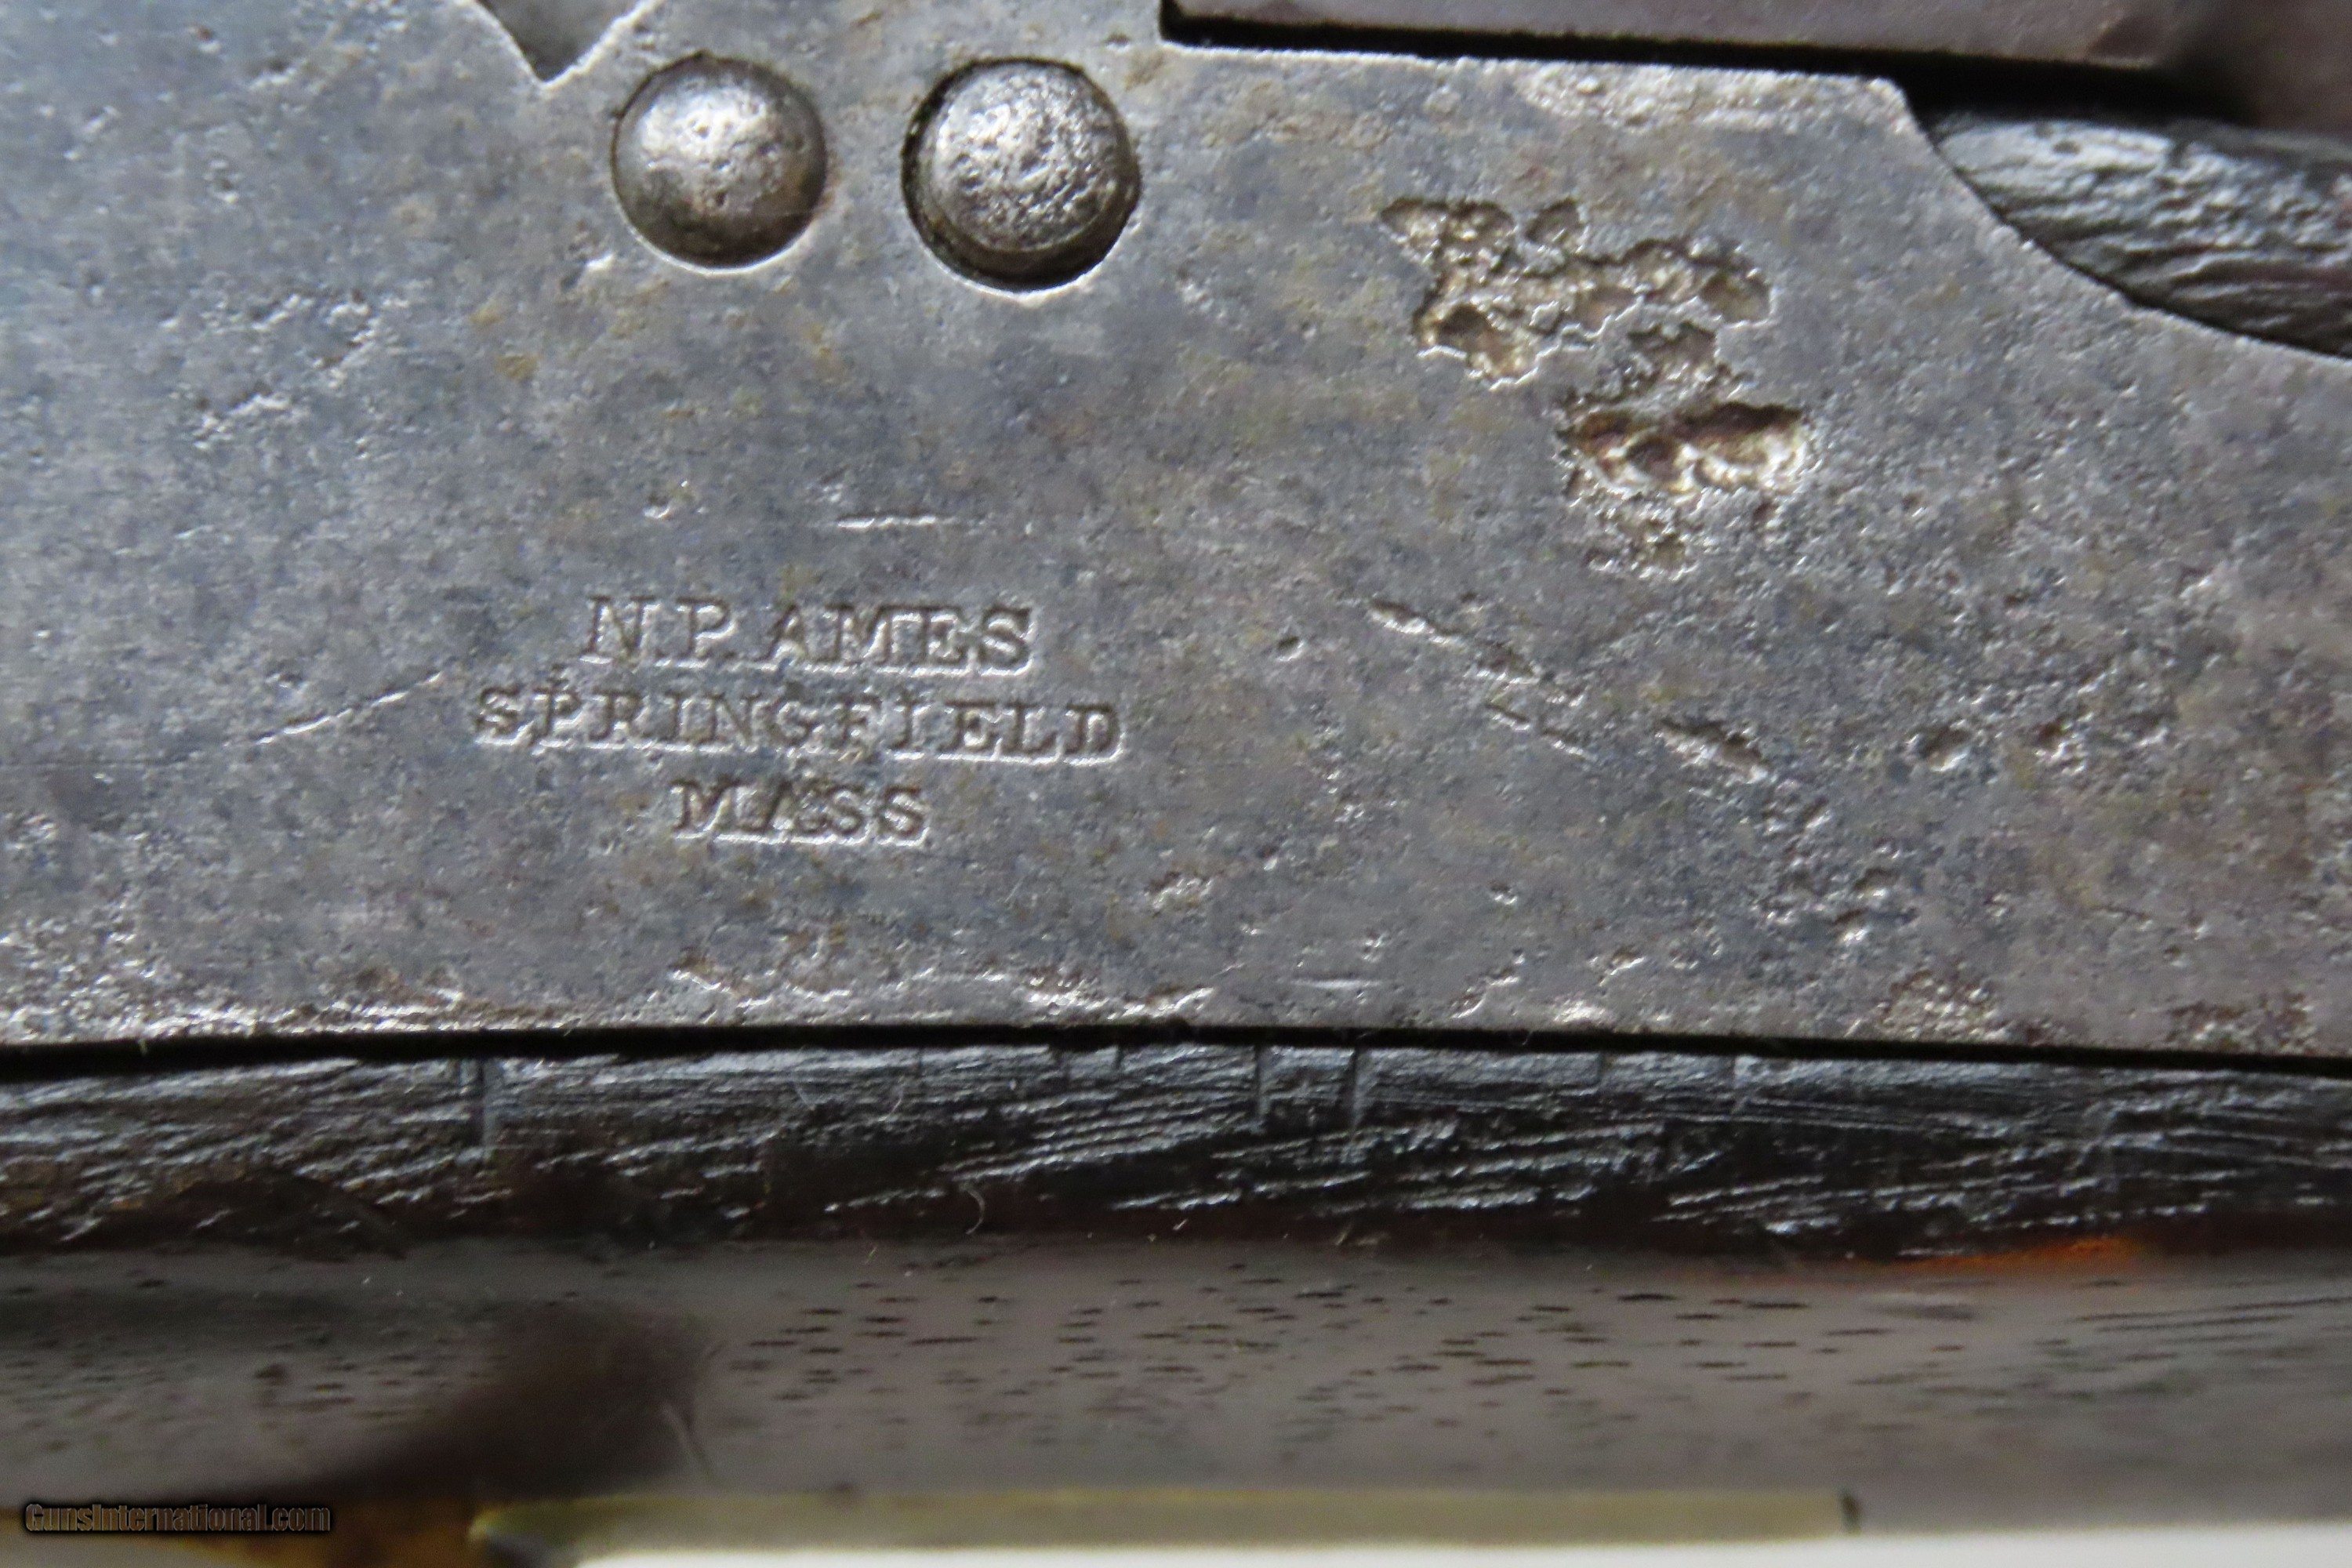 N.P. AMES
SPRINGFIELD
MASS
GunsInternational.com